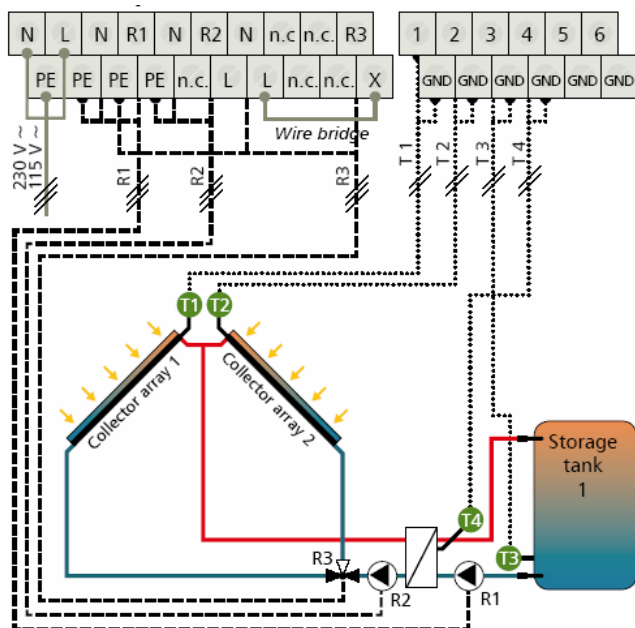 N L N R1 N R2 N n.c n.c. R3
1 2 3 4 5 6
PE PE PE PE n.c. L L n.c. n.c. X
GND GND GND GND GND GND
Wire bridge
230 V ~
115 V ~
R1
R2
R3
T 1
T 2
T 3
T 4
T1
T2
Collector array 1
Collector array 2
Storage
tank
1
T4
T3
R3
R2
R1